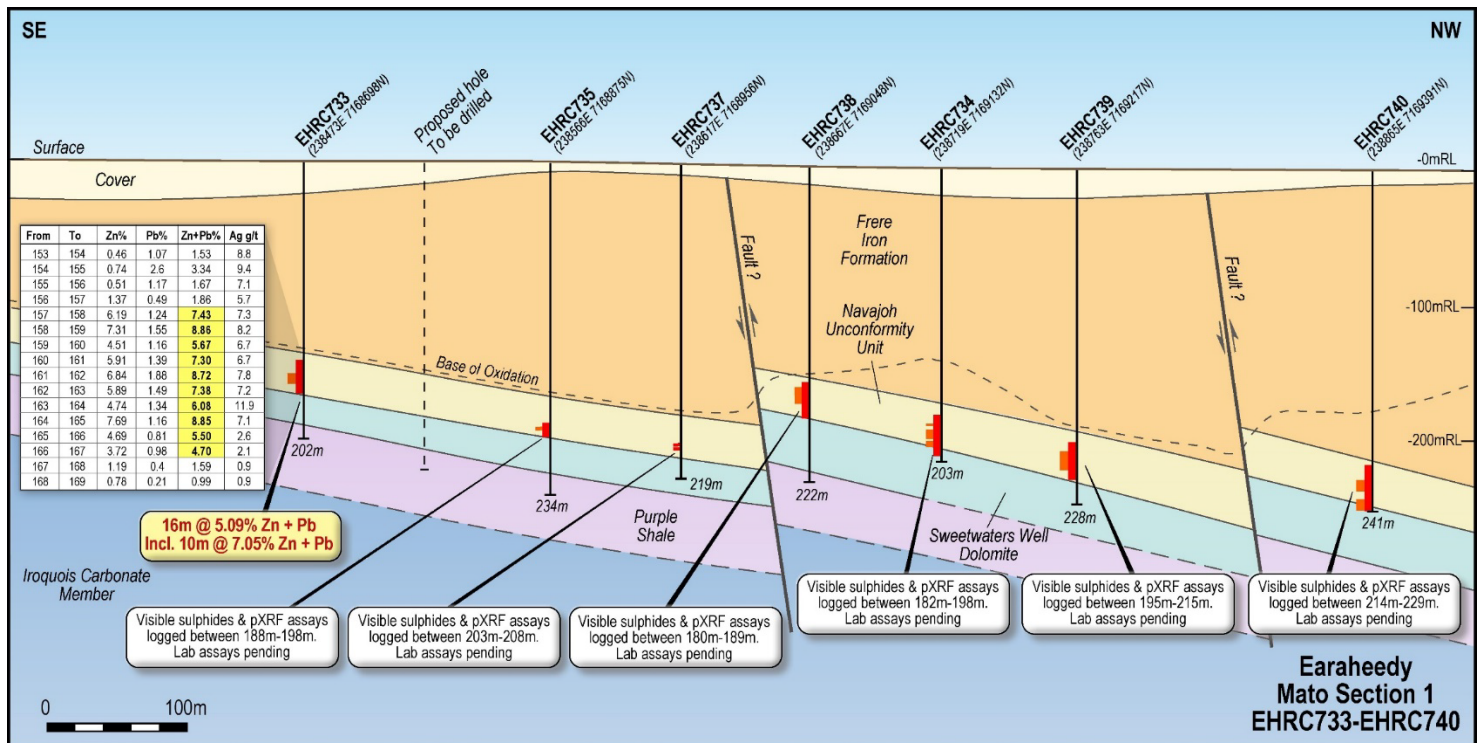 SE
NW
EHRC733
(238473E 7168698N)
Proposed hole
To be drilled
EHRC735
(238566E 7168875N)
EHRC737
(238617E 7168956N)
EHRC738
(238667E 7169048N)
EHRC734
(238719E 7169132N)
EHRC739
(238763E 7169217N)
EHRC740
(238865E 7169391N)
Surface
-0mRL
Cover
Frere
Iron
Formation
Fault ?
Fault ?
From To Zn% Pb% Zn+Pb% Ag g/t
153 154 0.46 1.07 1.53 8.8
154 155 0.74 2.6 3.34 9.4
155 156 0.51 1.17 1.67 7.1
156 157 1.37 0.49 1.86 5.7
157 158 6.19 1.24 7.43 7.3
158 159 7.31 1.55 8.86 8.2
159 160 4.51 1.16 5.67 6.7
160 161 5.91 1.39 7.30 6.7
161 162 6.84 1.88 8.72 7.8
162 163 5.89 1.49 7.38 7.2
163 164 4.74 1.34 6.08 11.9
164 165 7.69 1.16 8.85 7.1
165 166 4.69 0.81 5.50 2.6
166 167 3.72 0.98 4.70 2.1
167 168 1.19 0.4 1.59 0.9
168 169 0.78 0.21 0.99 0.9
-100mRL
Navajoh
Unconformity
Unit
Base of Oxidation
-200mRL
202m
234m
219m
222m
203m
228m
241m
16m @ 5.09% Zn + Pb
Incl. 10m @ 7.05% Zn + Pb
Purple
Shale
Sweetwaters Well
Dolomite
Iroquois Carbonate
Member
Visible sulphides & pXRF assays
logged between 188m-198m.
Lab assays pending
Visible sulphides & pXRF assays
logged between 203m-208m.
Lab assays pending
Visible sulphides & pXRF assays
logged between 180m-189m.
Lab assays pending
Visible sulphides & pXRF assays
logged between 182m-198m.
Lab assays pending
Visible sulphides & pXRF assays
logged between 195m-215m.
Lab assays pending
Visible sulphides & pXRF assays
logged between 214m-229m.
Lab assays pending
0 100m
Earaheedy
Mato Section 1
EHRC733-EHRC740